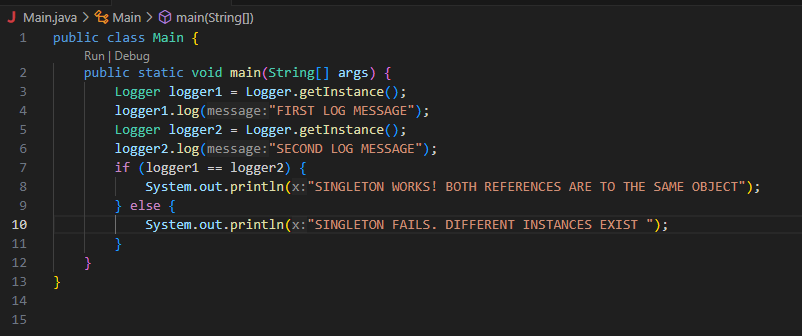 Main.java > Main > main(String[])
1 public class Main {
Run | Debug
2 public static void main(String[] args) {
3 Logger logger1 = Logger.getInstance();
4 logger1.log(message:"FIRST LOG MESSAGE");
5 Logger logger2 = Logger.getInstance();
6 logger2.log(message:"SECOND LOG MESSAGE");
7 if (logger1 == logger2) {
8 System.out.println(x:"SINGLETON WORKS! BOTH REFERENCES ARE TO THE SAME OBJECT");
9 } else {
10 System.out.println(x:"SINGLETON FAILS. DIFFERENT INSTANCES EXIST ");
11 }
12 }
13 }
14
15